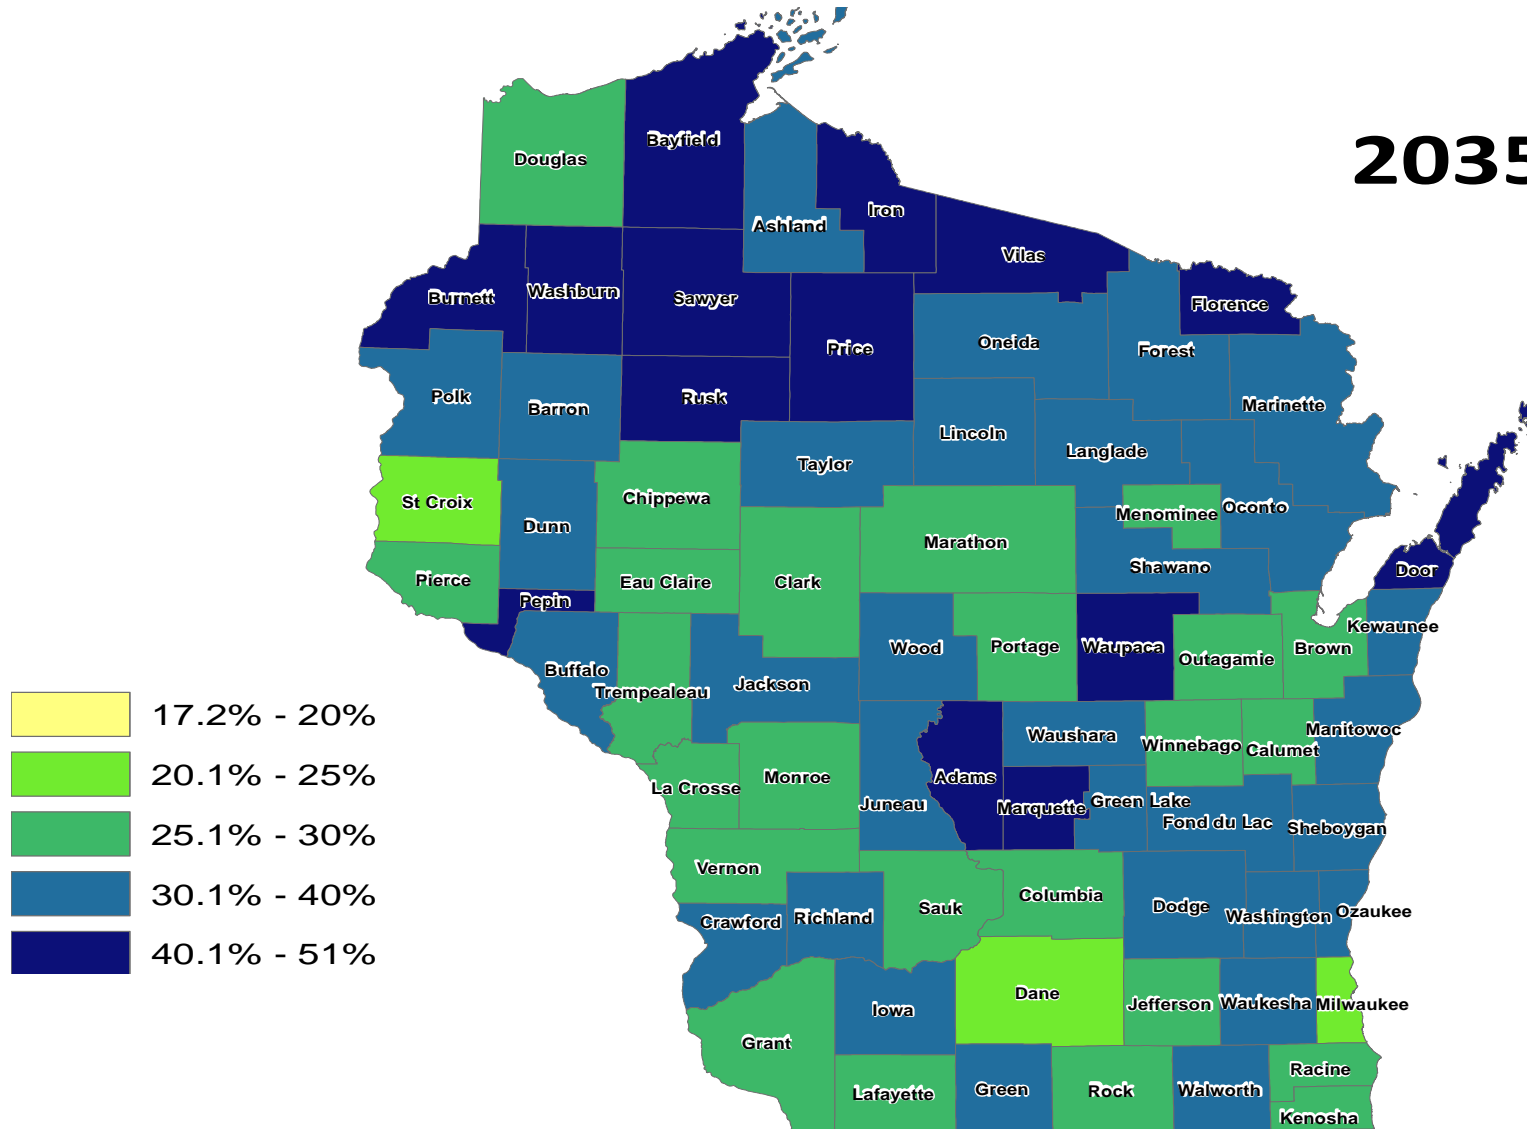 Bayfield
2035
Douglas
Iron
Ashland
Vilas
Burnett
Washburn
Sawyer
Florence
Price
Oneida
Forest
Polk
Barron
Rusk
Marinette
Lincoln
Langlade
Taylor
St Croix
Chippewa
Menominee
Oconto
Dunn
Marathon
Shawano
Door
Pierce
Eau Claire
Clark
Pepin
Kewaunee
Wood
Portage
Waupaca
Outagamie
Brown
Buffalo
Trempealeau
Jackson
17.2% - 20%
Waushara
Winnebago
Calumet
Manitowoc
20.1% - 25%
La Crosse
Monroe
Juneau
Adams
Marquette
Green Lake
Fond du Lac
Sheboygan
25.1% - 30%
Vernon
Columbia
30.1% - 40%
Crawford
Richland
Sauk
Dodge
Washington
Ozaukee
40.1% - 51%
Iowa
Dane
Jefferson
Waukesha
Milwaukee
Grant
Lafayette
Green
Rock
Walworth
Racine
Kenosha